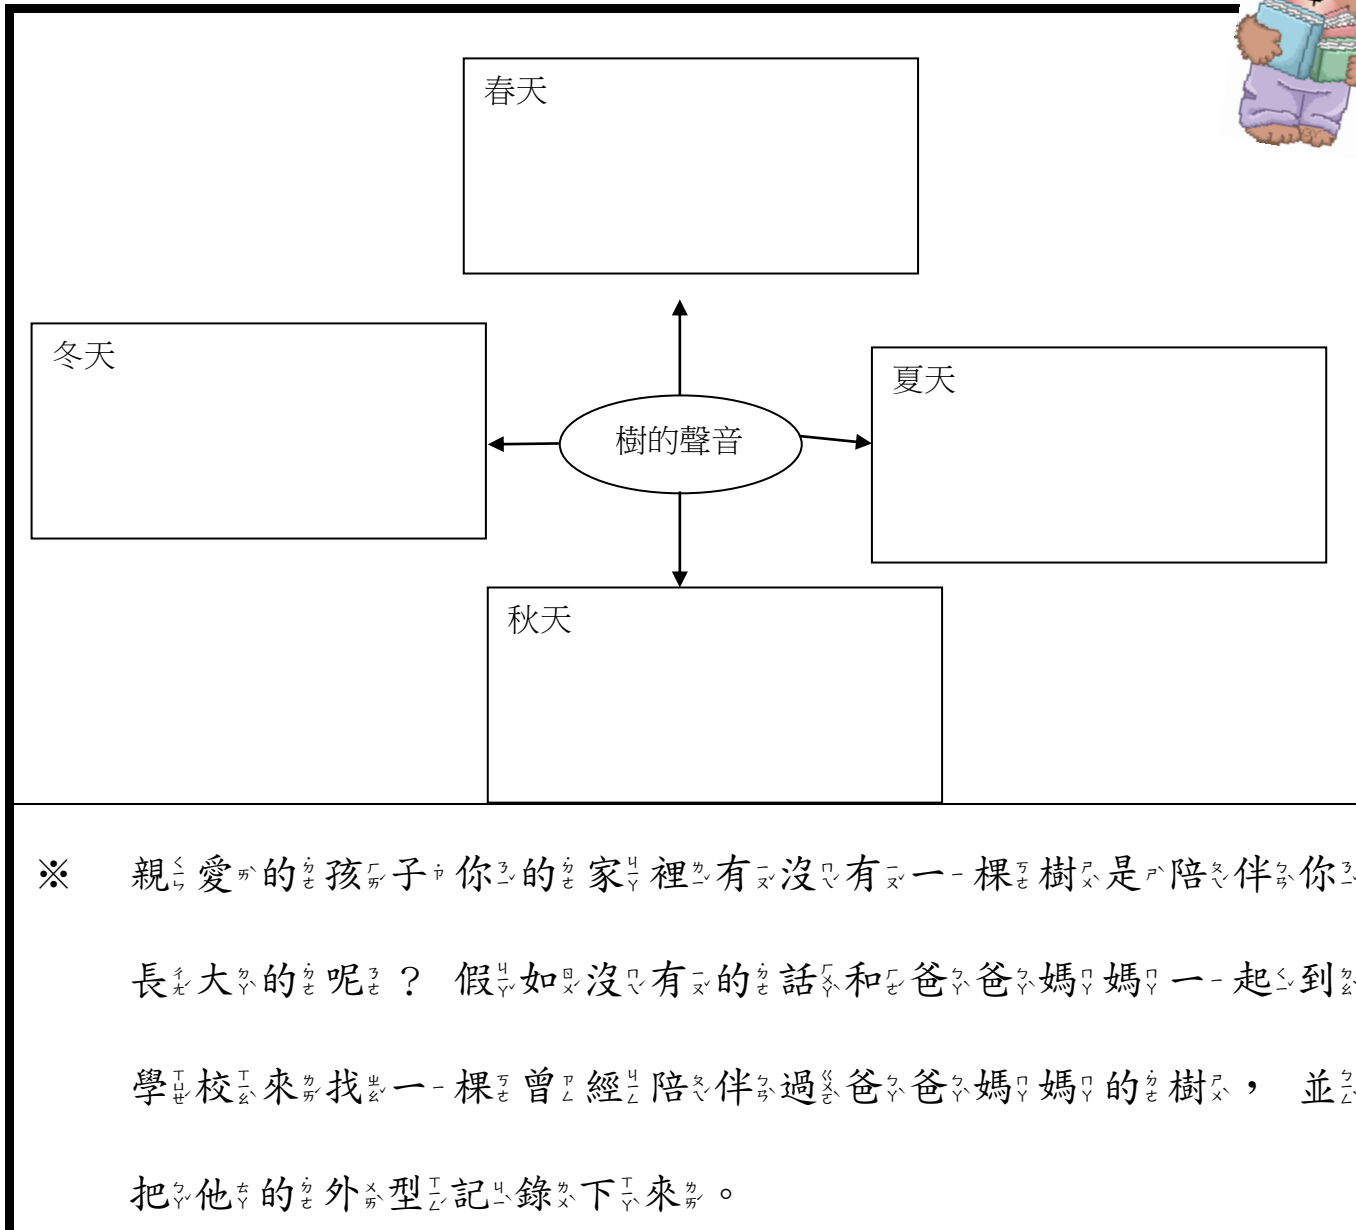 春天
冬天
夏天
樹的聲音
秋天
※ 親愛的孩子你的家裡有沒有一棵樹是陪伴你
長大的呢？ 假如沒有的話和爸爸媽媽一起到
學校來找一棵曾經陪伴過爸爸媽媽的樹， 並
把他的外型記錄下來。